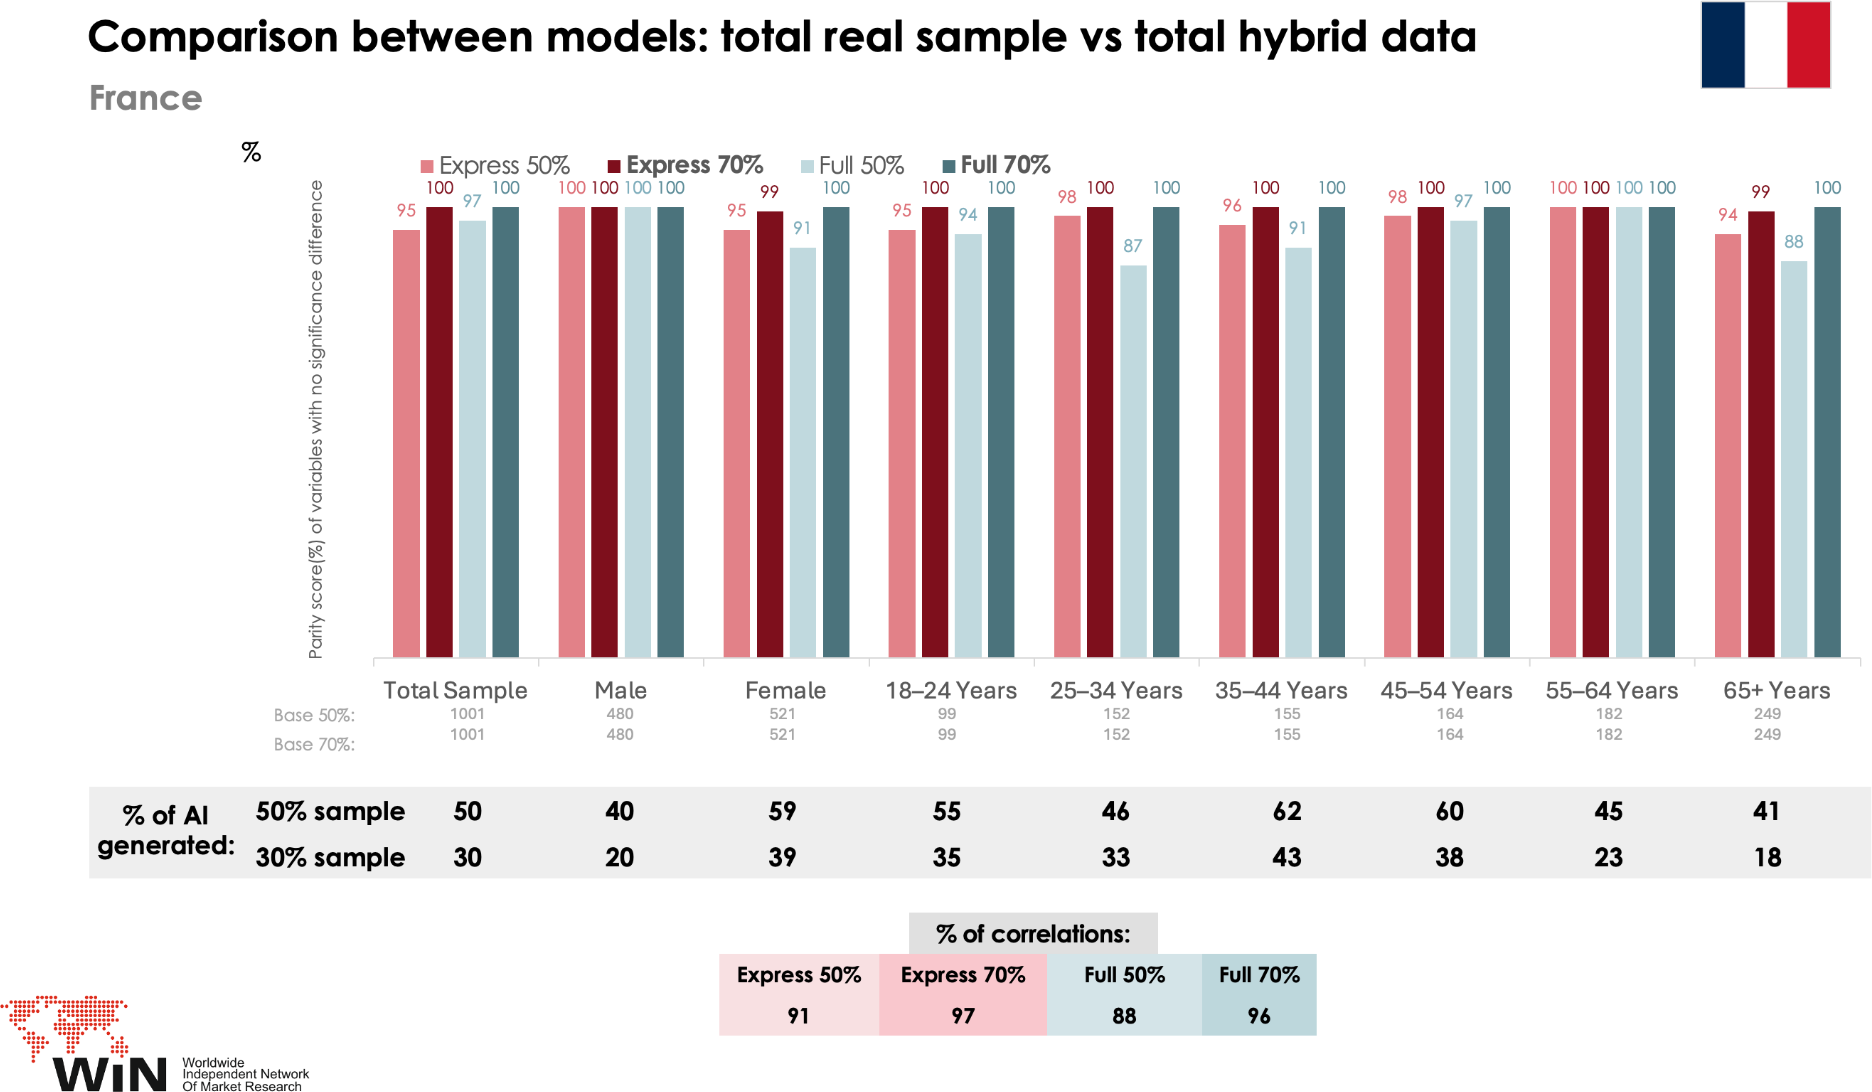 Comparison between models: total real sample vs total hybrid data
France
%
Express 50% Express 70% Full 50% Full 70%
Parity score(%) of variables with no significance difference
95 100 97 100
100 100 100 100
95 99 91 100
95 100 94 100
98 100 87 100
96 100 91 100
98 100 97 100
100 100 100 100
94 99 88 100
Total Sample Male Female 18–24 Years 25–34 Years 35–44 Years 45–54 Years 55–64 Years 65+ Years
Base 50%: 1001 480 521 99 152 155 164 182 249
Base 70%: 1001 480 521 99 152 155 164 182 249
% of AI generated:
50% sample 50 40 59 55 46 62 60 45 41
30% sample 30 20 39 35 33 43 38 23 18
% of correlations:
Express 50% Express 70% Full 50% Full 70%
91 97 88 96
WiN
Worldwide
Independent Network
Of Market Research